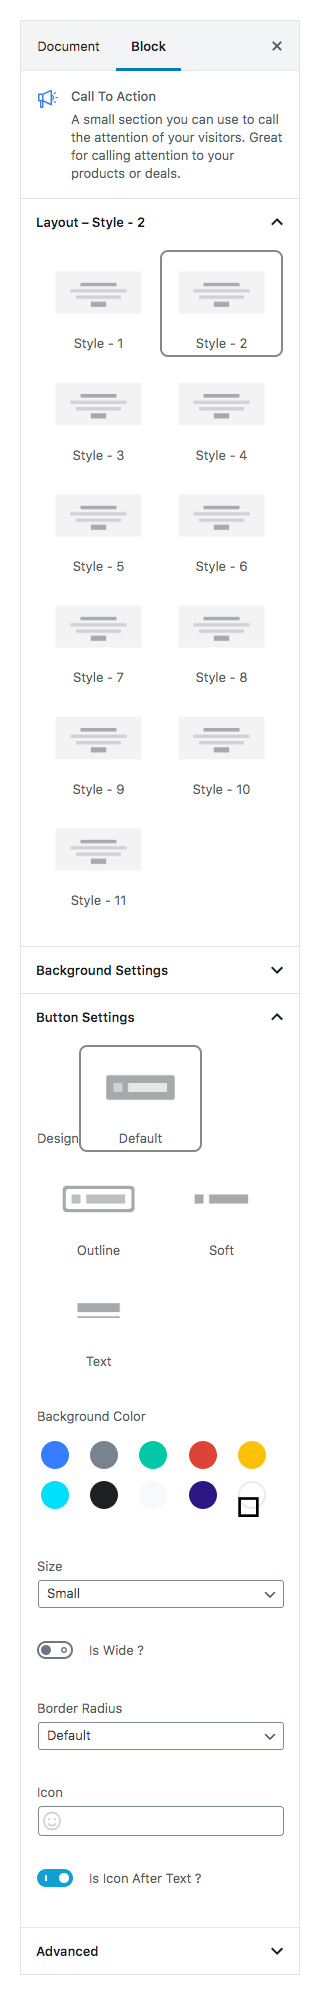 Document Block
Call To Action
A small section you can use to call
the attention of your visitors. Great
for calling attention to your
products or deals.
Layout – Style - 2
Style - 1 Style - 2
Style - 3 Style - 4
Style - 5 Style - 6
Style - 7 Style - 8
Style - 9 Style - 10
Style - 11
Background Settings
Button Settings
Design Default
Outline Soft
Text
Background Color
Size
Small
Is Wide ?
Border Radius
Default
Icon
Is Icon After Text ?
Advanced